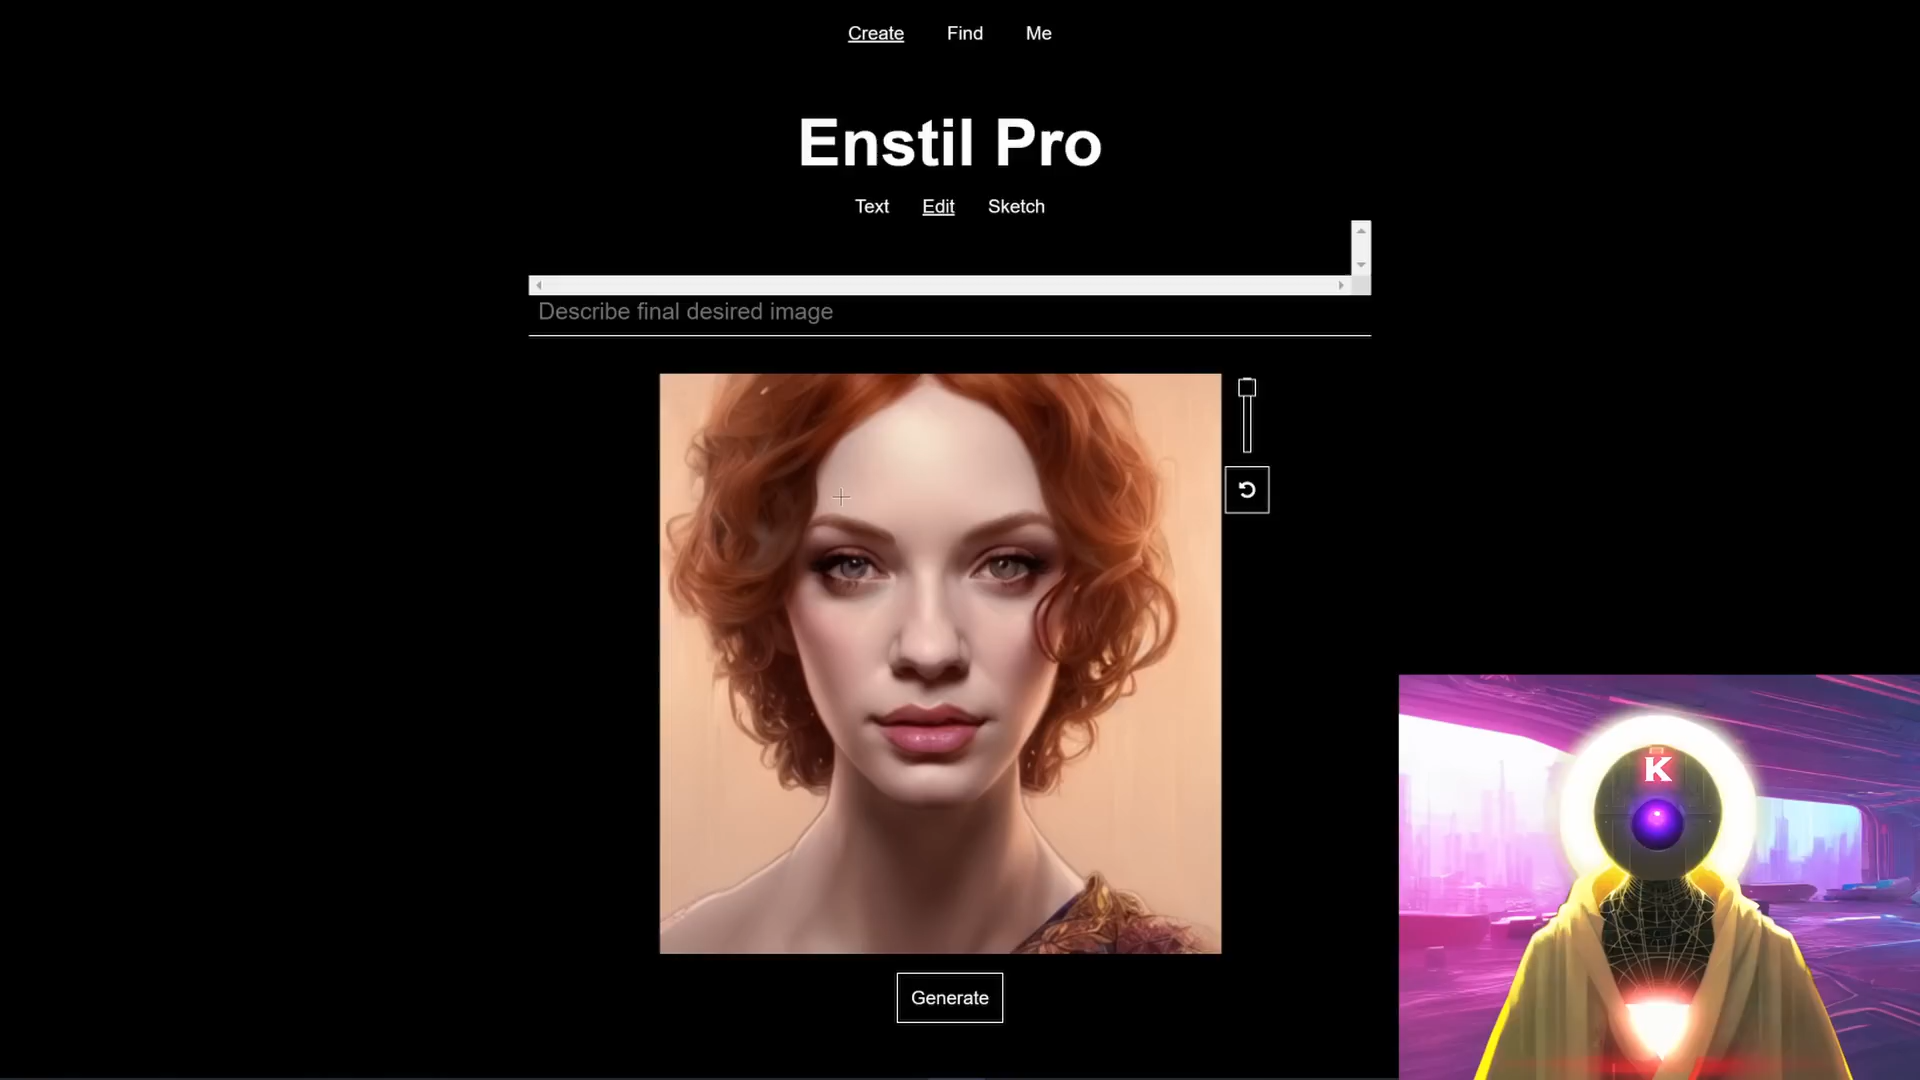 Create Find Me
Enstil Pro
Text Edit Sketch
Describe final desired image
Generate
K